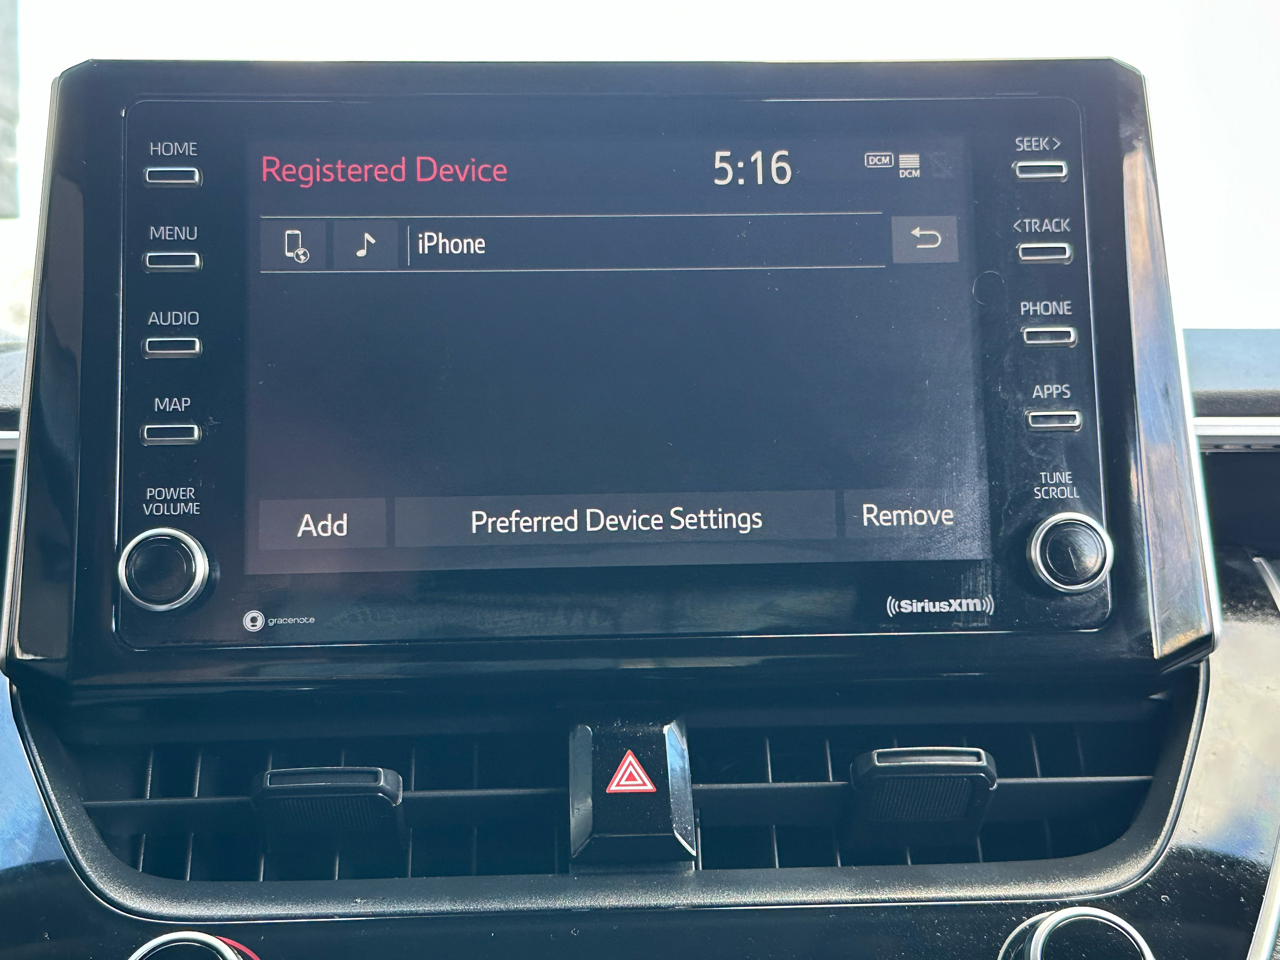 HOME
MENU
AUDIO
MAP
POWER
VOLUME
Registered Device
5:16
DCM
DCM
iPhone
Add
Preferred Device Settings
Remove
gracenote
((SiriusXM))
SEEK >
< TRACK
PHONE
APPS
TUNE
SCROLL